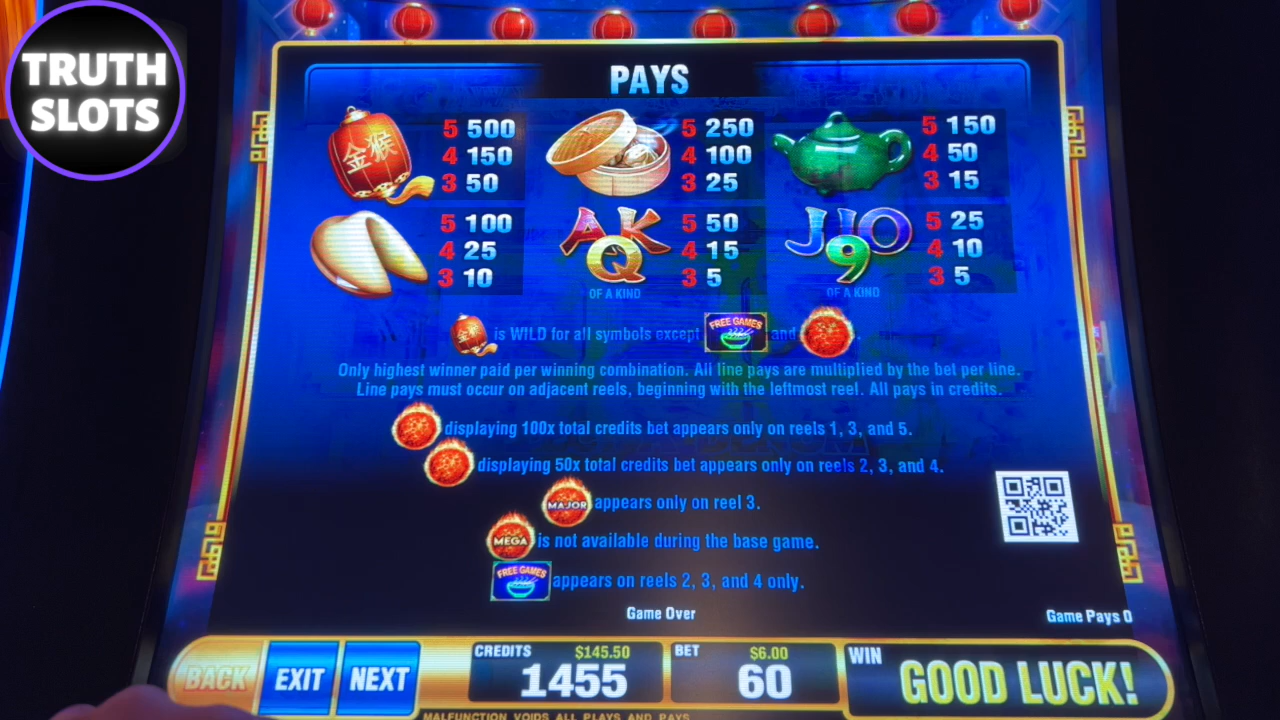 TRUTH
SLOTS
PAYS
金猴
5 500
4 150
3 50
5 250
4 100
3 25
5 150
4 50
3 15
5 100
4 25
3 10
A K Q
OF A KIND
5 50
4 15
3 5
J 10 9
OF A KIND
5 25
4 10
3 5
金猴 is WILD for all symbols except FREE GAMES and .
Only highest winner paid per winning combination. All line pays are multiplied by the bet per line.
Line pays must occur on adjacent reels, beginning with the leftmost reel. All pays in credits.
displaying 100x total credits bet appears only on reels 1, 3, and 5.
displaying 50x total credits bet appears only on reels 2, 3, and 4.
MAJOR appears only on reel 3.
MEGA is not available during the base game.
FREE GAMES appears on reels 2, 3, and 4 only.
Game Over
Game Pays 0
BACK
EXIT
NEXT
CREDITS $145.50
1455
BET $6.00
60
WIN
GOOD LUCK!
MALFUNCTION VOIDS ALL PLAYS AND PAYS